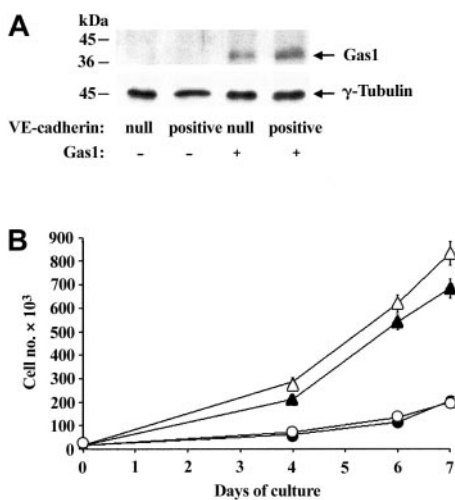 A
kDa
45
36
Gas1
45
γ-Tubulin
VE-cadherin: null positive null positive
Gas1: - - + +
B
900
800
700
600
500
400
300
200
100
0
Cell no. × 10³
0 1 2 3 4 5 6 7
Days of culture